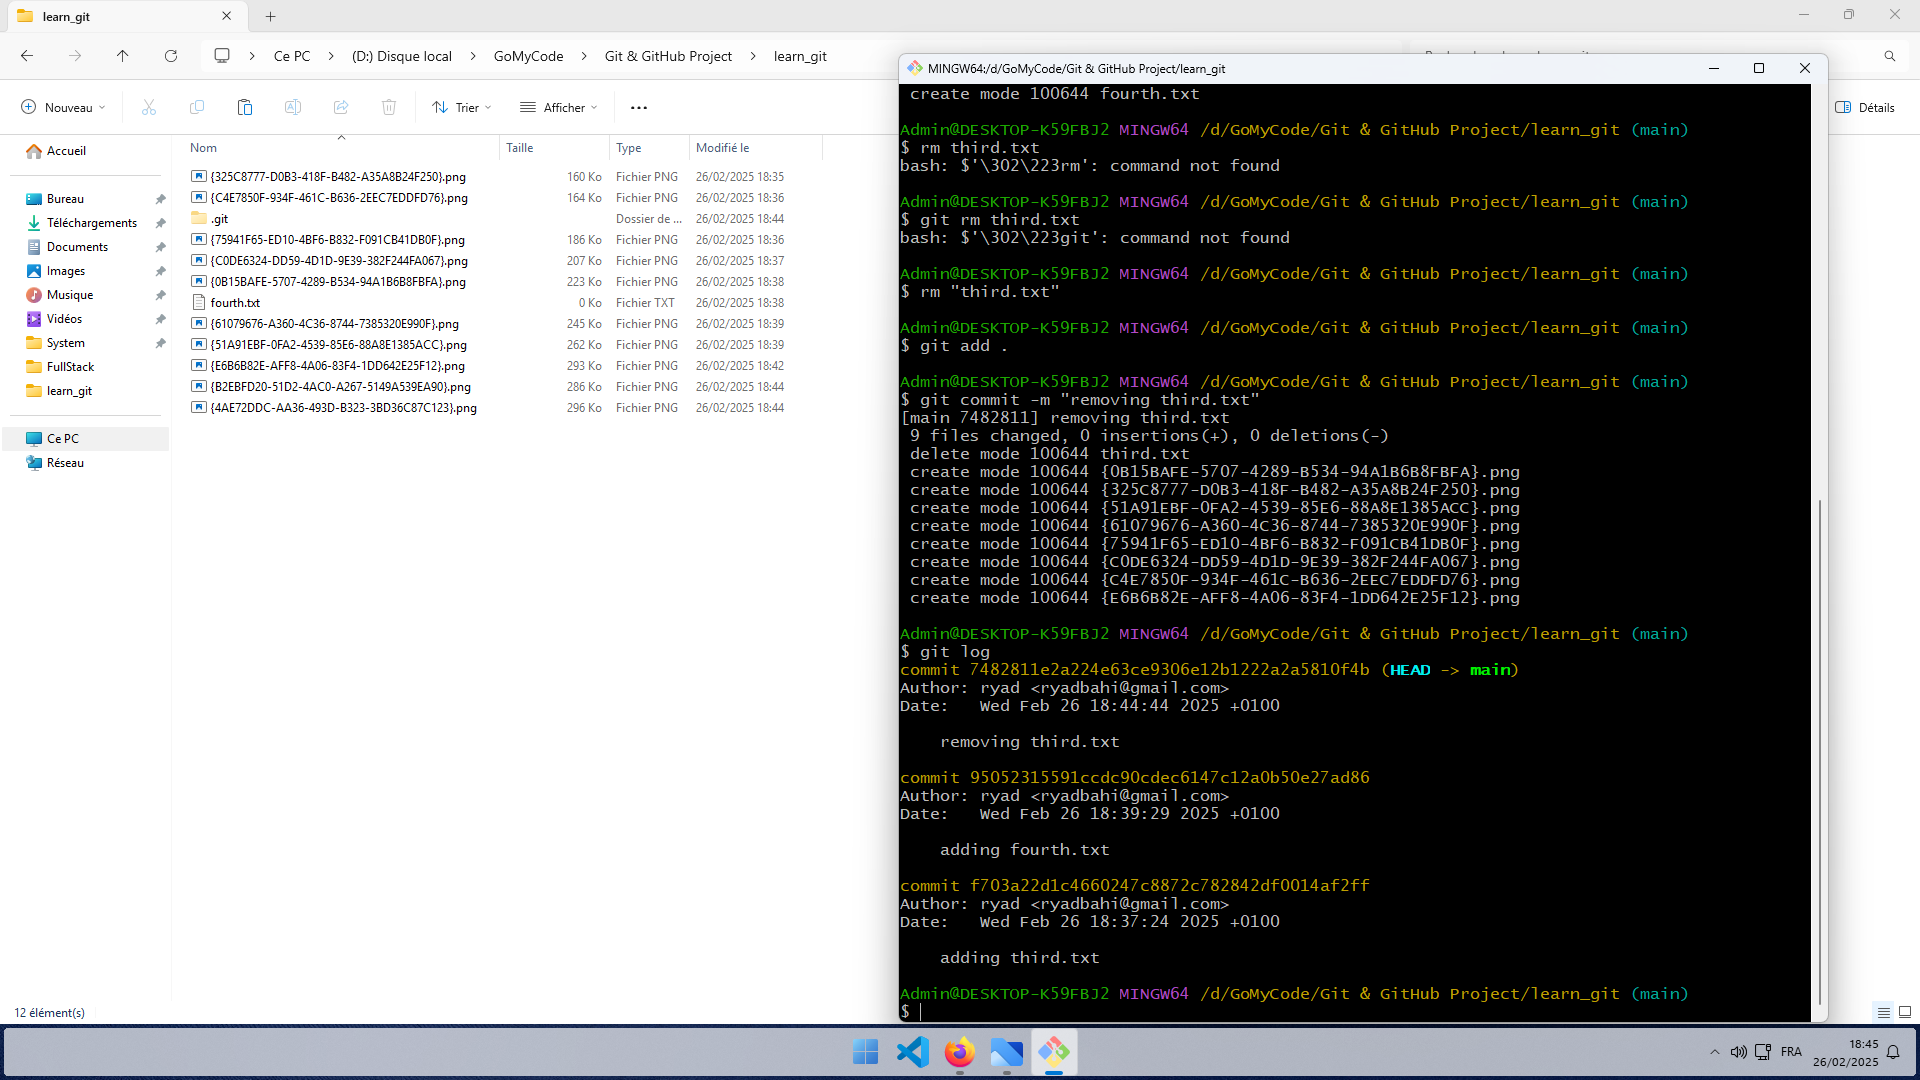 learn_git
Ce PC
(D:) Disque local
GoMyCode
Git & GitHub Project
learn_git
Nouveau
Trier
Afficher
Détails
Accueil
Bureau
Téléchargements
Documents
Images
Musique
Vidéos
System
FullStack
learn_git
Ce PC
Réseau
Nom Taille Type Modifié le
{325C8777-D0B3-418F-B482-A35A8B24F250}.png 160 Ko Fichier PNG 26/02/2025 18:35
{C4E7850F-934F-461C-B636-2EEC7EDDFD76}.png 164 Ko Fichier PNG 26/02/2025 18:36
.git Dossier de ... 26/02/2025 18:44
{75941F65-ED10-4BF6-B832-F091CB41DB0F}.png 186 Ko Fichier PNG 26/02/2025 18:36
{C0DE6324-DD59-4D1D-9E39-382F244FA067}.png 207 Ko Fichier PNG 26/02/2025 18:37
{0B15BAFE-5707-4289-B534-94A1B6B8FBFA}.png 223 Ko Fichier PNG 26/02/2025 18:38
fourth.txt 0 Ko Fichier TXT 26/02/2025 18:38
{61079676-A360-4C36-8744-7385320E990F}.png 245 Ko Fichier PNG 26/02/2025 18:39
{51A91EBF-0FA2-4539-85E6-88A8E1385ACC}.png 262 Ko Fichier PNG 26/02/2025 18:39
{E6B6B82E-AFF8-4A06-83F4-1DD642E25F12}.png 293 Ko Fichier PNG 26/02/2025 18:42
{B2EBFD20-51D2-4AC0-A267-5149A539EA90}.png 286 Ko Fichier PNG 26/02/2025 18:44
{4AE72DDC-AA36-493D-B323-3BD36C87C123}.png 296 Ko Fichier PNG 26/02/2025 18:44
12 élément(s)
MINGW64:/d/GoMyCode/Git & GitHub Project/learn_git
create mode 100644 fourth.txt
Admin@DESKTOP-K59FBJ2 MINGW64 /d/GoMyCode/Git & GitHub Project/learn_git (main)
$ rm third.txt
bash: $'\302\223rm': command not found
Admin@DESKTOP-K59FBJ2 MINGW64 /d/GoMyCode/Git & GitHub Project/learn_git (main)
$ git rm third.txt
bash: $'\302\223git': command not found
Admin@DESKTOP-K59FBJ2 MINGW64 /d/GoMyCode/Git & GitHub Project/learn_git (main)
$ rm "third.txt"
Admin@DESKTOP-K59FBJ2 MINGW64 /d/GoMyCode/Git & GitHub Project/learn_git (main)
$ git add .
Admin@DESKTOP-K59FBJ2 MINGW64 /d/GoMyCode/Git & GitHub Project/learn_git (main)
$ git commit -m "removing third.txt"
[main 7482811] removing third.txt
9 files changed, 0 insertions(+), 0 deletions(-)
delete mode 100644 third.txt
create mode 100644 {0B15BAFE-5707-4289-B534-94A1B6B8FBFA}.png
create mode 100644 {325C8777-D0B3-418F-B482-A35A8B24F250}.png
create mode 100644 {51A91EBF-0FA2-4539-85E6-88A8E1385ACC}.png
create mode 100644 {61079676-A360-4C36-8744-7385320E990F}.png
create mode 100644 {75941F65-ED10-4BF6-B832-F091CB41DB0F}.png
create mode 100644 {C0DE6324-DD59-4D1D-9E39-382F244FA067}.png
create mode 100644 {C4E7850F-934F-461C-B636-2EEC7EDDFD76}.png
create mode 100644 {E6B6B82E-AFF8-4A06-83F4-1DD642E25F12}.png
Admin@DESKTOP-K59FBJ2 MINGW64 /d/GoMyCode/Git & GitHub Project/learn_git (main)
$ git log
commit 7482811e2a224e63ce9306e12b1222a2a5810f4b (HEAD -> main)
Author: ryad <ryadbahi@gmail.com>
Date: Wed Feb 26 18:44:44 2025 +0100
removing third.txt
commit 95052315591ccdc90cdec6147c12a0b50e27ad86
Author: ryad <ryadbahi@gmail.com>
Date: Wed Feb 26 18:39:29 2025 +0100
adding fourth.txt
commit f703a22d1c4660247c8872c782842df0014af2ff
Author: ryad <ryadbahi@gmail.com>
Date: Wed Feb 26 18:37:24 2025 +0100
adding third.txt
Admin@DESKTOP-K59FBJ2 MINGW64 /d/GoMyCode/Git & GitHub Project/learn_git (main)
$
FRA
18:45
26/02/2025